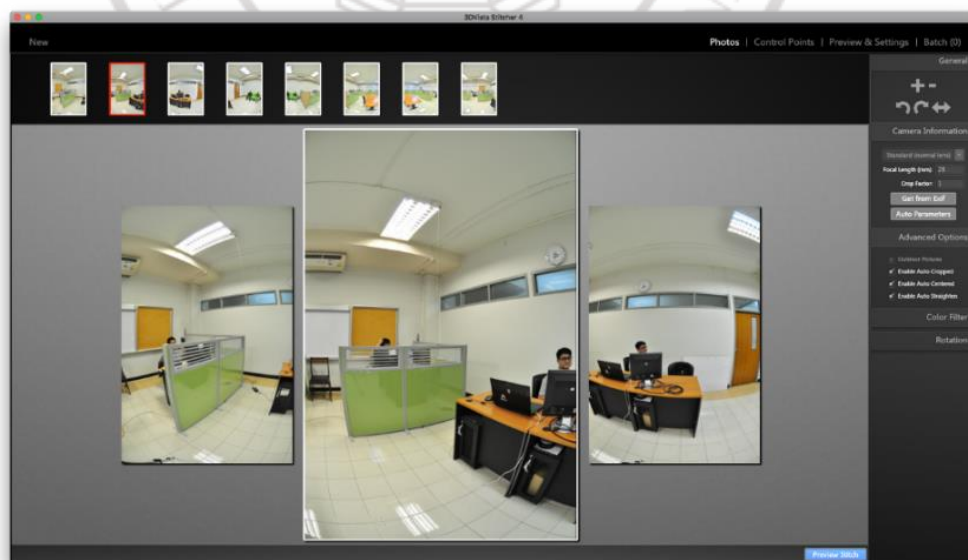 3DVista Stitcher 4
New
Photos | Control Points | Preview & Settings | Batch (0)
General
Camera Information
Standard (normal lens)
Focal Length (mm) 28
Crop Factor 1
Get from Exif
Auto Parameters
Advanced Options
Enable Auto Cropped
Enable Auto Centered
Enable Auto Straighten
Color Filter
Rotation
Preview Stitch